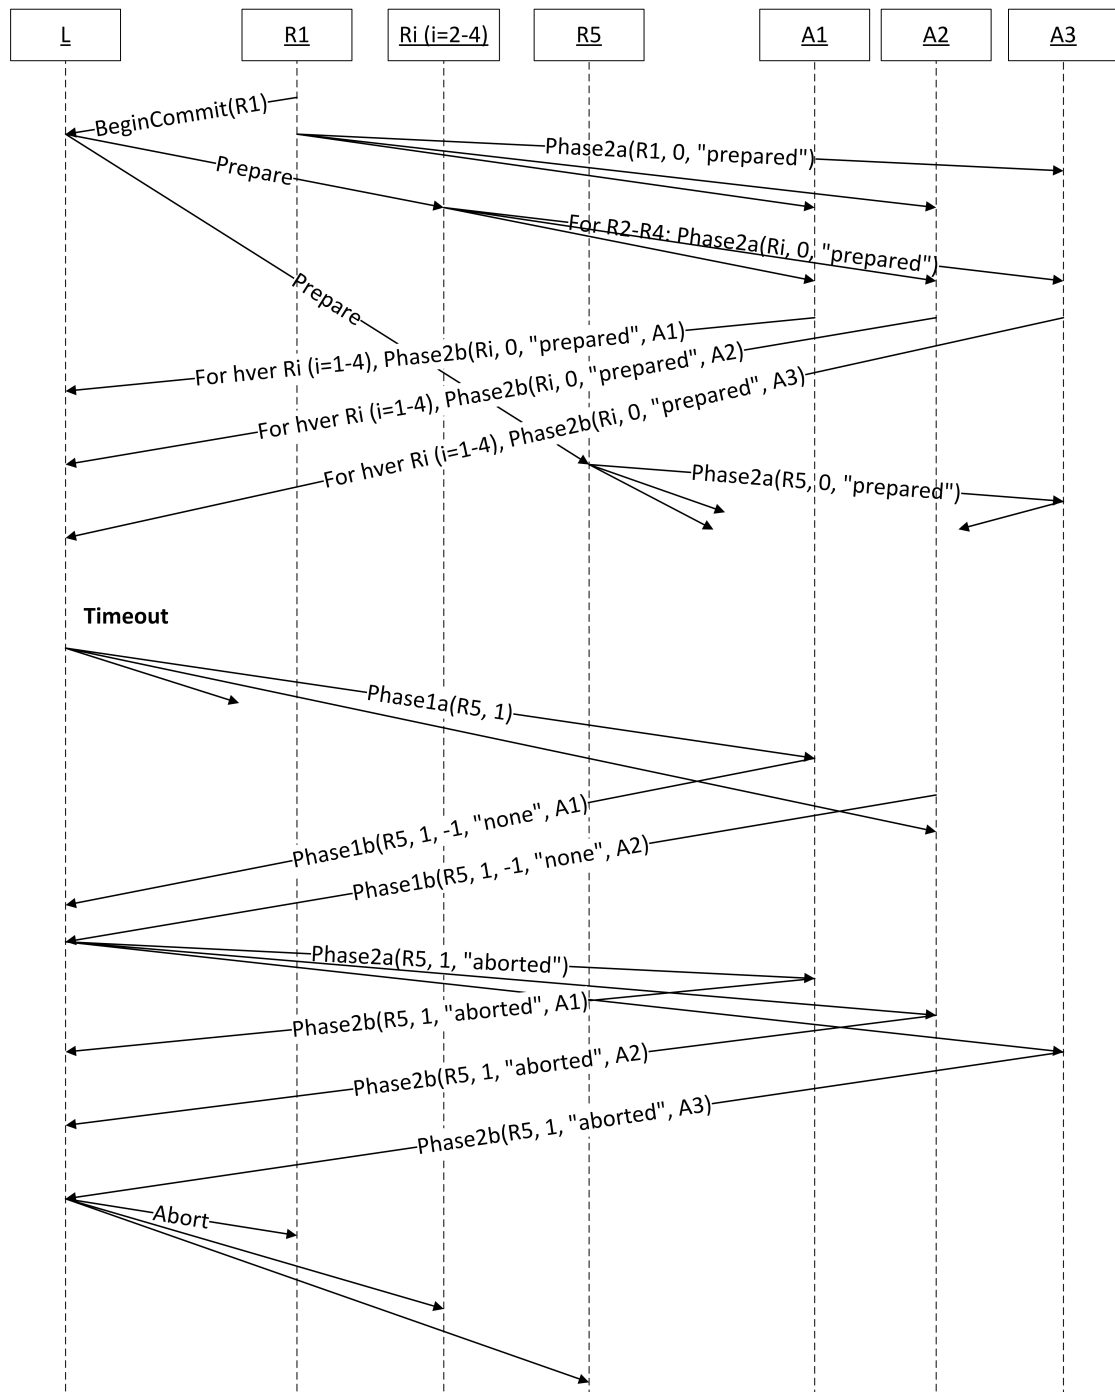 L
R1
Ri (i=2-4)
R5
A1
A2
A3
BeginCommit(R1)
Phase2a(R1, 0, "prepared")
Prepare
For R2-R4: Phase2a(Ri, 0, "prepared")
Prepare
For hver Ri (i=1-4), Phase2b(Ri, 0, "prepared", A1)
For hver Ri (i=1-4), Phase2b(Ri, 0, "prepared", A2)
For hver Ri (i=1-4), Phase2b(Ri, 0, "prepared", A3)
Phase2a(R5, 0, "prepared")
Timeout
Phase1a(R5, 1)
Phase1b(R5, 1, -1, "none", A1)
Phase1b(R5, 1, -1, "none", A2)
Phase2a(R5, 1, "aborted")
Phase2b(R5, 1, "aborted", A1)
Phase2b(R5, 1, "aborted", A2)
Phase2b(R5, 1, "aborted", A3)
Abort